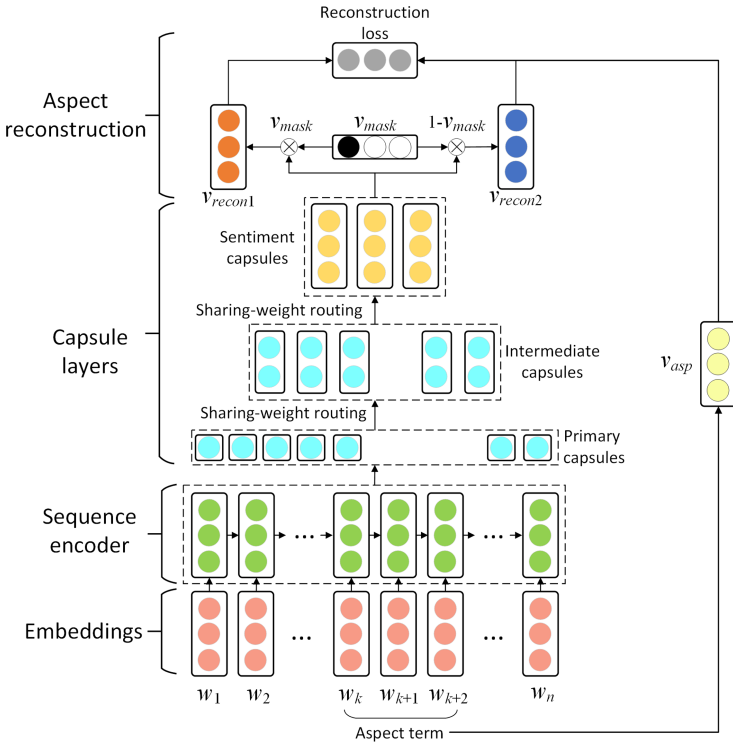 Reconstruction
loss
Aspect
reconstruction
v_mask
v_mask
1-v_mask
v_recon1
v_recon2
Sentiment
capsules
Sharing-weight routing
Capsule
layers
Intermediate
capsules
v_asp
Sharing-weight routing
Primary
capsules
Sequence
encoder
...
...
Embeddings
...
...
w_1 w_2 w_k w_k+1 w_k+2 w_n
Aspect term